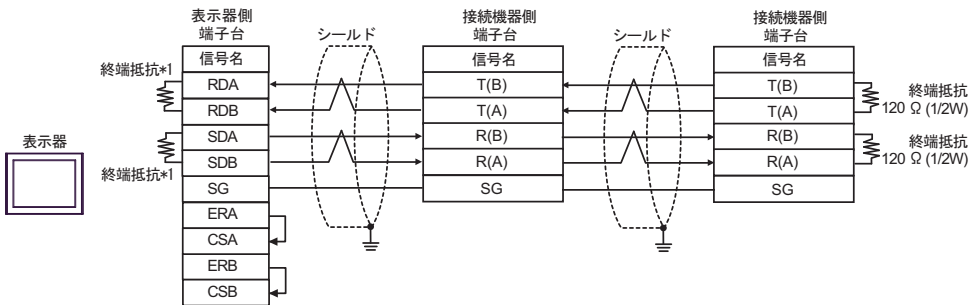 表示器側
端子台
シールド
接続機器側
端子台
シールド
接続機器側
端子台
信号名
信号名
信号名
終端抵抗*1
RDA
T(B)
T(B)
終端抵抗
120 Ω (1/2W)
RDB
T(A)
T(A)
表示器
SDA
R(B)
R(B)
終端抵抗
120 Ω (1/2W)
SDB
R(A)
R(A)
終端抵抗*1
SG
SG
SG
ERA
CSA
ERB
CSB